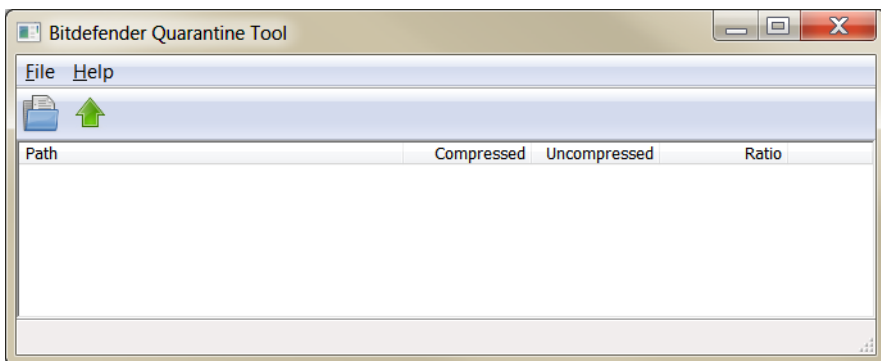 Bitdefender Quarantine Tool
File Help
Path Compressed Uncompressed Ratio